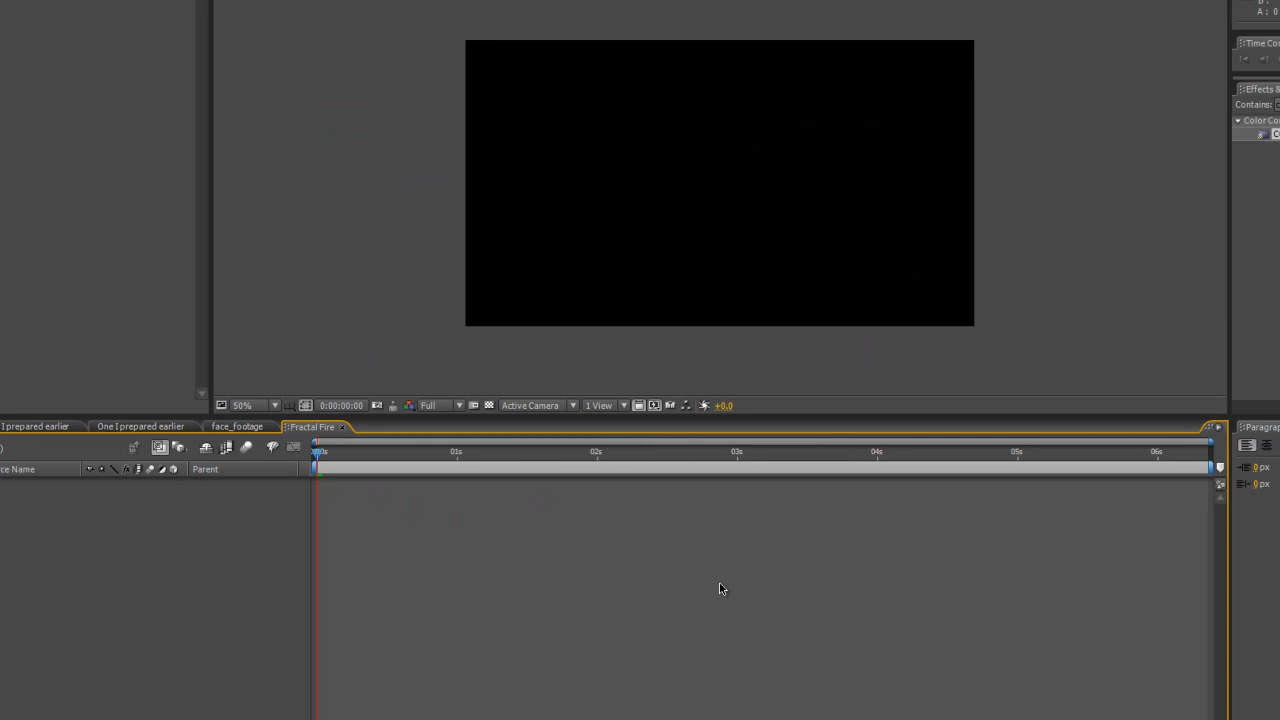 A: 0
Time Co
Effects &
Contains:
Color Co
50%
0:00:00:00
Full
Active Camera
1 View
+0.0
I prepared earlier
One I prepared earlier
face_footage
Fractal Fire
Paragrap
01s
02s
03s
04s
05s
06s
rce Name
Parent
0 px
0 px